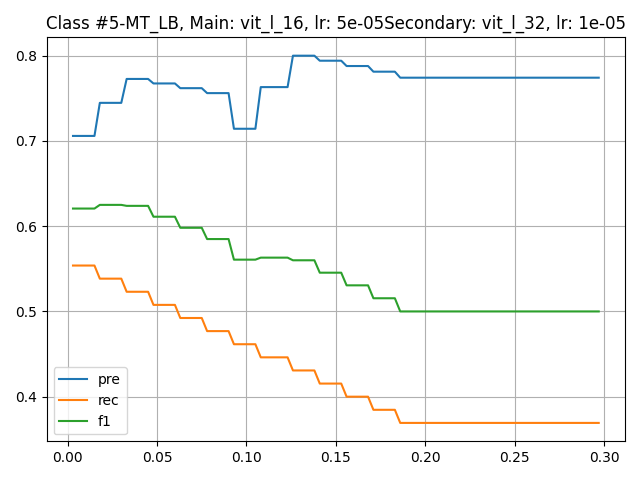 Class #5-MT_LB, Main: vit_l_16, lr: 5e-05Secondary: vit_l_32, lr: 1e-05
0.8
0.7
0.6
0.5
0.4
pre
rec
f1
0.00 0.05 0.10 0.15 0.20 0.25 0.30